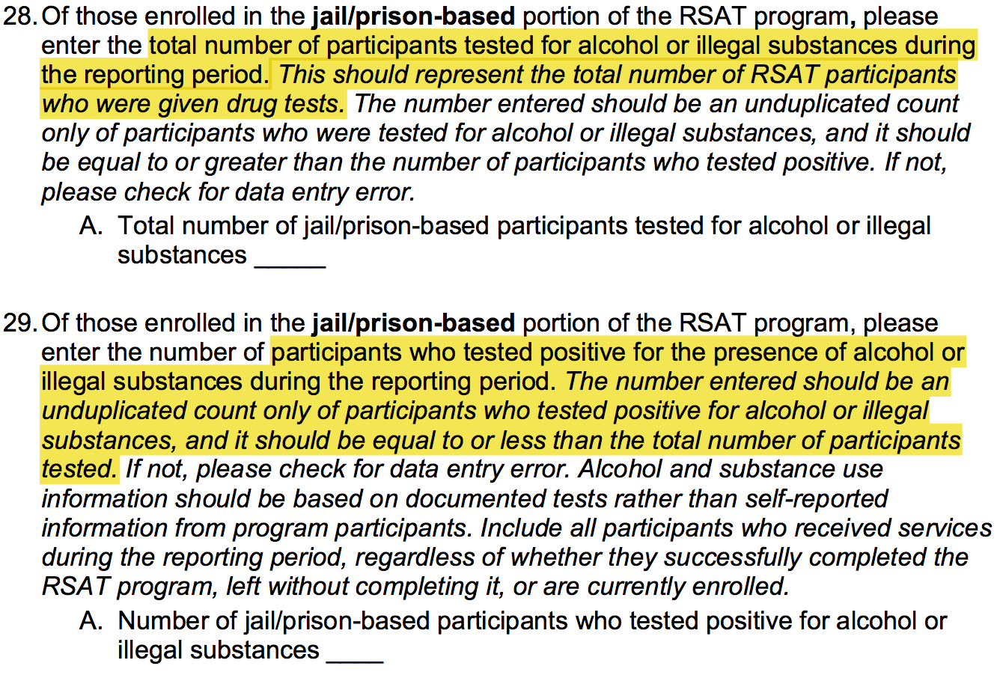 28. Of those enrolled in the jail/prison-based portion of the RSAT program, please
enter the total number of participants tested for alcohol or illegal substances during
the reporting period. This should represent the total number of RSAT participants
who were given drug tests. The number entered should be an unduplicated count
only of participants who were tested for alcohol or illegal substances, and it should
be equal to or greater than the number of participants who tested positive. If not,
please check for data entry error.
A. Total number of jail/prison-based participants tested for alcohol or illegal
substances _____
29. Of those enrolled in the jail/prison-based portion of the RSAT program, please
enter the number of participants who tested positive for the presence of alcohol or
illegal substances during the reporting period. The number entered should be an
unduplicated count only of participants who tested positive for alcohol or illegal
substances, and it should be equal to or less than the total number of participants
tested. If not, please check for data entry error. Alcohol and substance use
information should be based on documented tests rather than self-reported
information from program participants. Include all participants who received services
during the reporting period, regardless of whether they successfully completed the
RSAT program, left without completing it, or are currently enrolled.
A. Number of jail/prison-based participants who tested positive for alcohol or
illegal substances ____